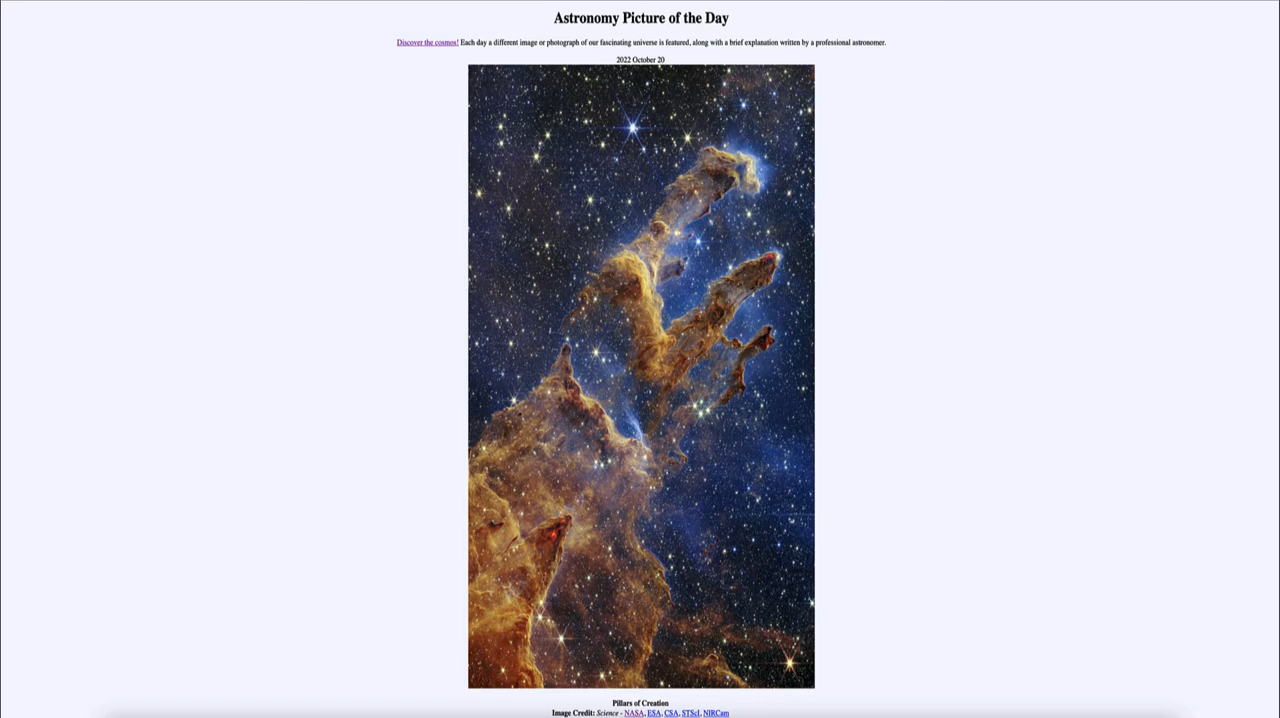 Astronomy Picture of the Day
Discover the cosmos! Each day a different image or photograph of our fascinating universe is featured, along with a brief explanation written by a professional astronomer.
2022 October 20
Pillars of Creation
Image Credit: Science - NASA, ESA, CSA, STScI, NIRCam